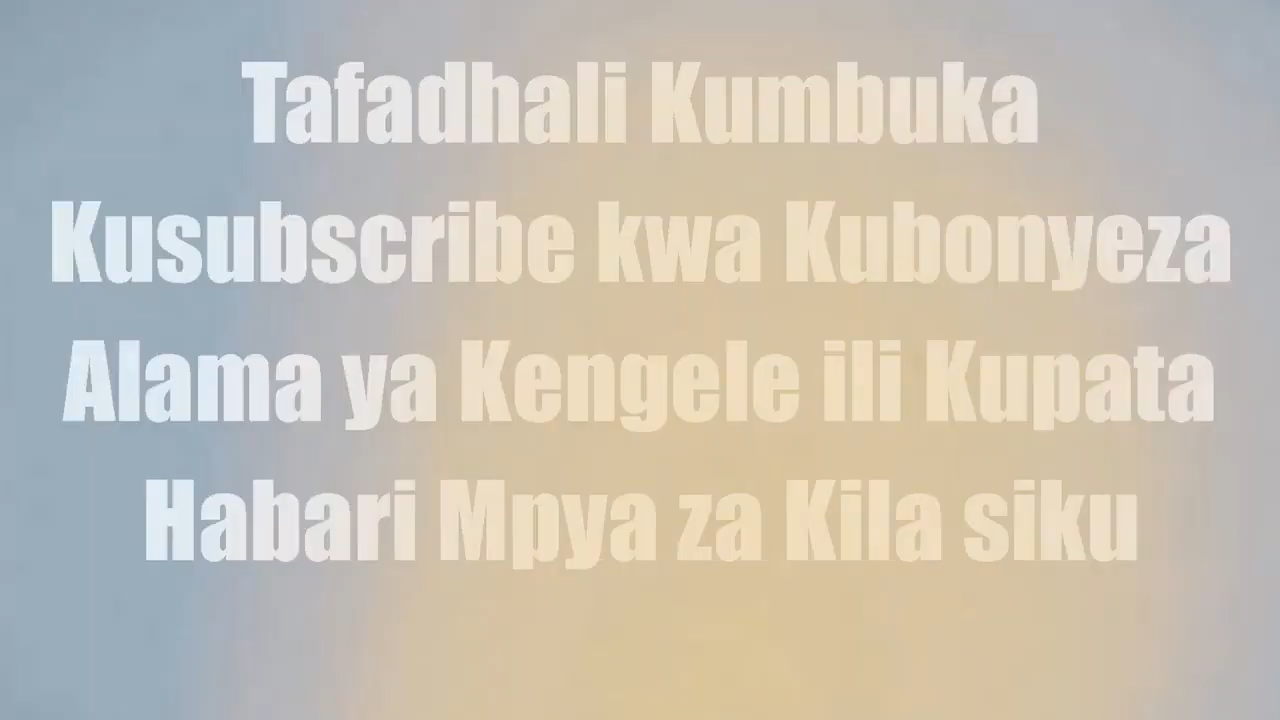 Tafadhali Kumbuka
Kusubscribe kwa Kubonyeza
Alama ya Kengele ili Kupata
Habari Mpya za Kila siku